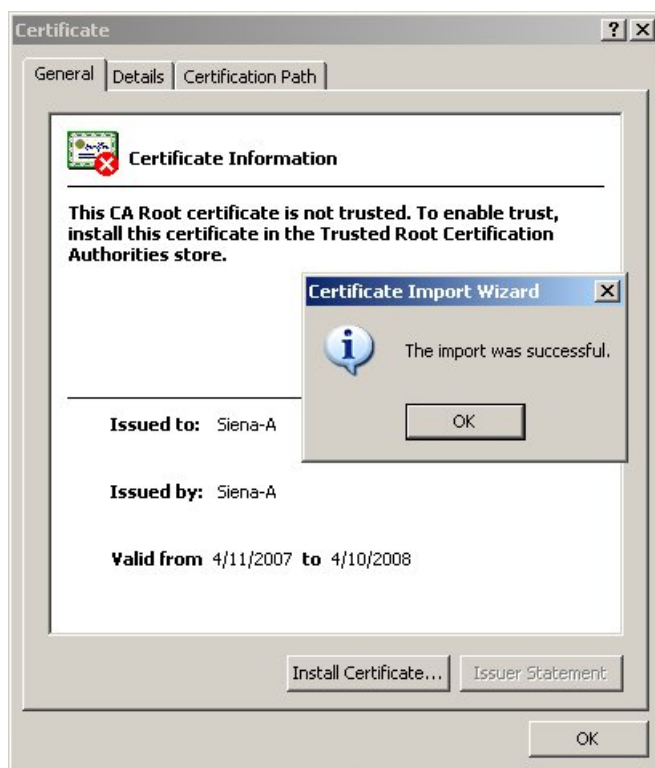 Certificate
General
Details
Certification Path
Certificate Information
This CA Root certificate is not trusted. To enable trust,
install this certificate in the Trusted Root Certification
Authorities store.
Certificate Import Wizard
The import was successful.
OK
Issued to: Siena-A
Issued by: Siena-A
Valid from 4/11/2007 to 4/10/2008
Install Certificate...
Issuer Statement
OK